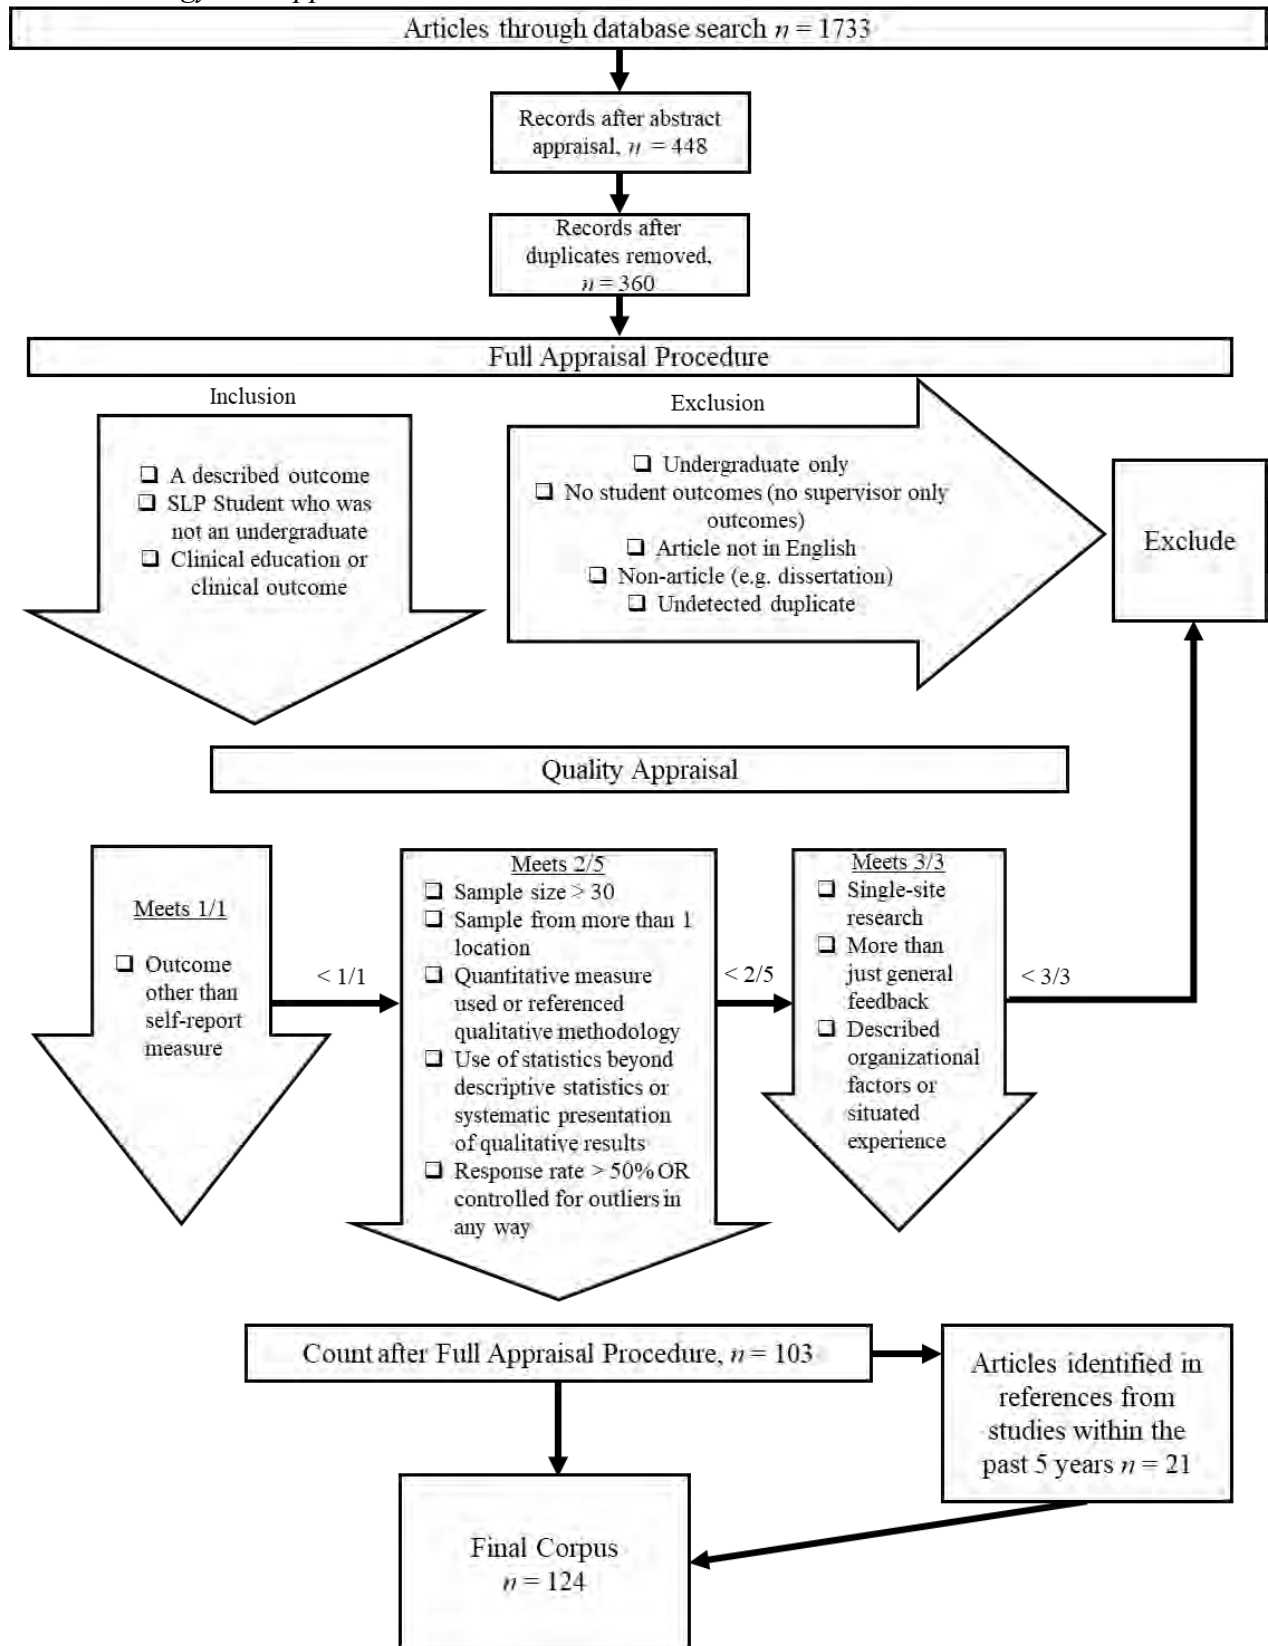 Articles through database search n = 1733
Records after abstract
appraisal, n = 448
Records after
duplicates removed,
n = 360
Full Appraisal Procedure
Inclusion
❑ A described outcome
❑ SLP Student who was
not an undergraduate
❑ Clinical education or
clinical outcome
Exclusion
❑ Undergraduate only
❑ No student outcomes (no supervisor only
outcomes)
❑ Article not in English
❑ Non-article (e.g. dissertation)
❑ Undetected duplicate
Exclude
Quality Appraisal
Meets 1/1
❑ Outcome
other than
self-report
measure
< 1/1
Meets 2/5
❑ Sample size > 30
❑ Sample from more than 1
location
❑ Quantitative measure
used or referenced
qualitative methodology
❑ Use of statistics beyond
descriptive statistics or
systematic presentation
of qualitative results
❑ Response rate > 50% OR
controlled for outliers in
any way
< 2/5
Meets 3/3
❑ Single-site
research
❑ More than
just general
feedback
❑ Described
organizational
factors or
situated
experience
< 3/3
Count after Full Appraisal Procedure, n = 103
Articles identified in
references from
studies within the
past 5 years n = 21
Final Corpus
n = 124